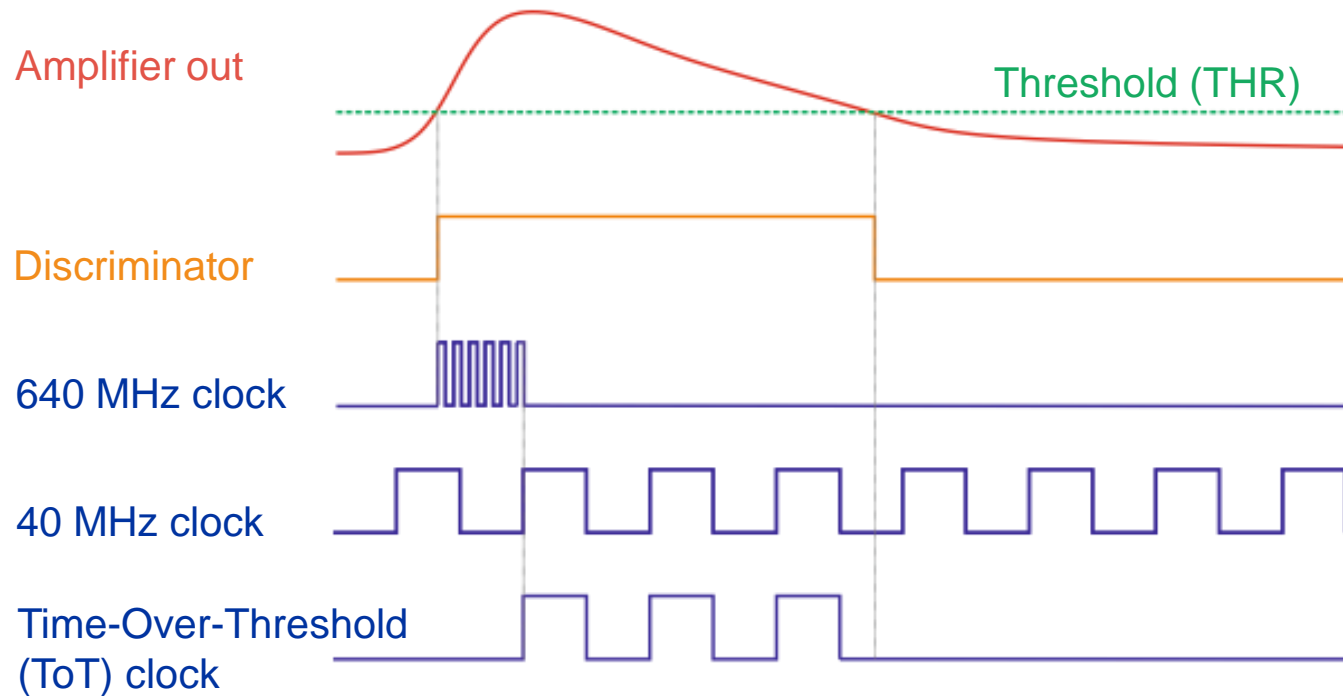 Amplifier out
Threshold (THR)
Discriminator
640 MHz clock
40 MHz clock
Time-Over-Threshold
(ToT) clock